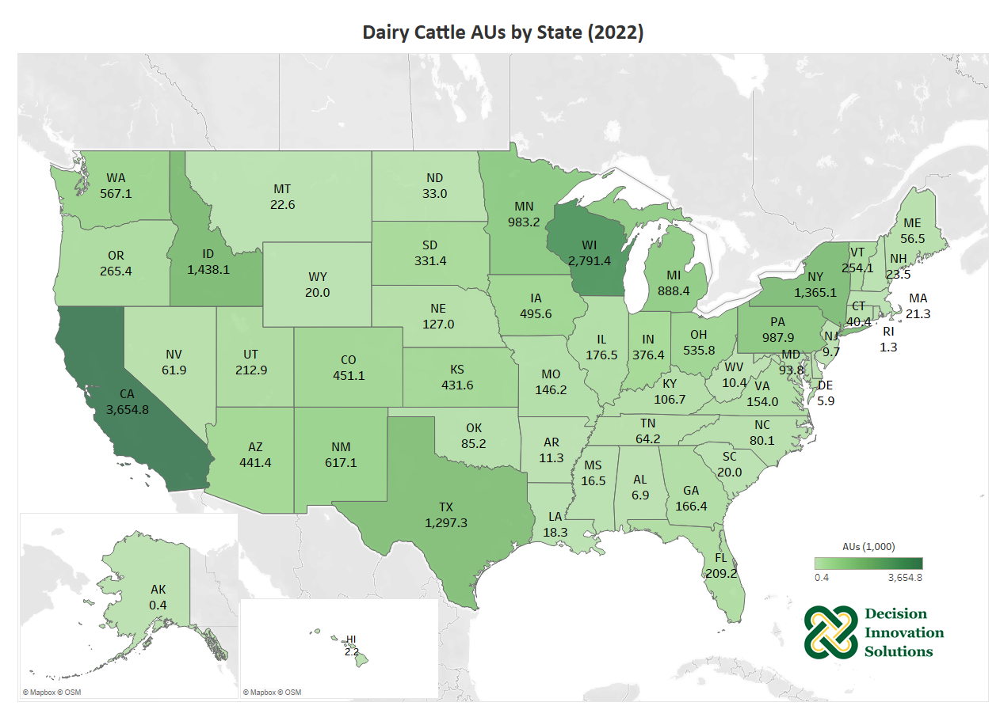 Dairy Cattle AUs by State (2022)
WA
567.1
MT
22.6
ND
33.0
MN
983.2
ME
56.5
OR
265.4
ID
1,438.1
WY
20.0
SD
331.4
WI
2,791.4
MI
888.4
NY
1,365.1
VT
254.1
NH
23.5
MA
21.3
CT
40.4
RI
1.3
NV
61.9
UT
212.9
CO
451.1
NE
127.0
IA
495.6
IL
176.5
IN
376.4
OH
535.8
PA
987.9
NJ
9.7
MD
93.8
DE
5.9
CA
3,654.8
KS
431.6
MO
146.2
KY
106.7
WV
10.4
VA
154.0
AZ
441.4
NM
617.1
OK
85.2
AR
11.3
TN
64.2
NC
80.1
SC
20.0
TX
1,297.3
LA
18.3
MS
16.5
AL
6.9
GA
166.4
FL
209.2
AK
0.4
HI
2.2
AUs (1,000)
0.4 3,654.8
Decision
Innovation
Solutions
© Mapbox © OSM
© Mapbox © OSM